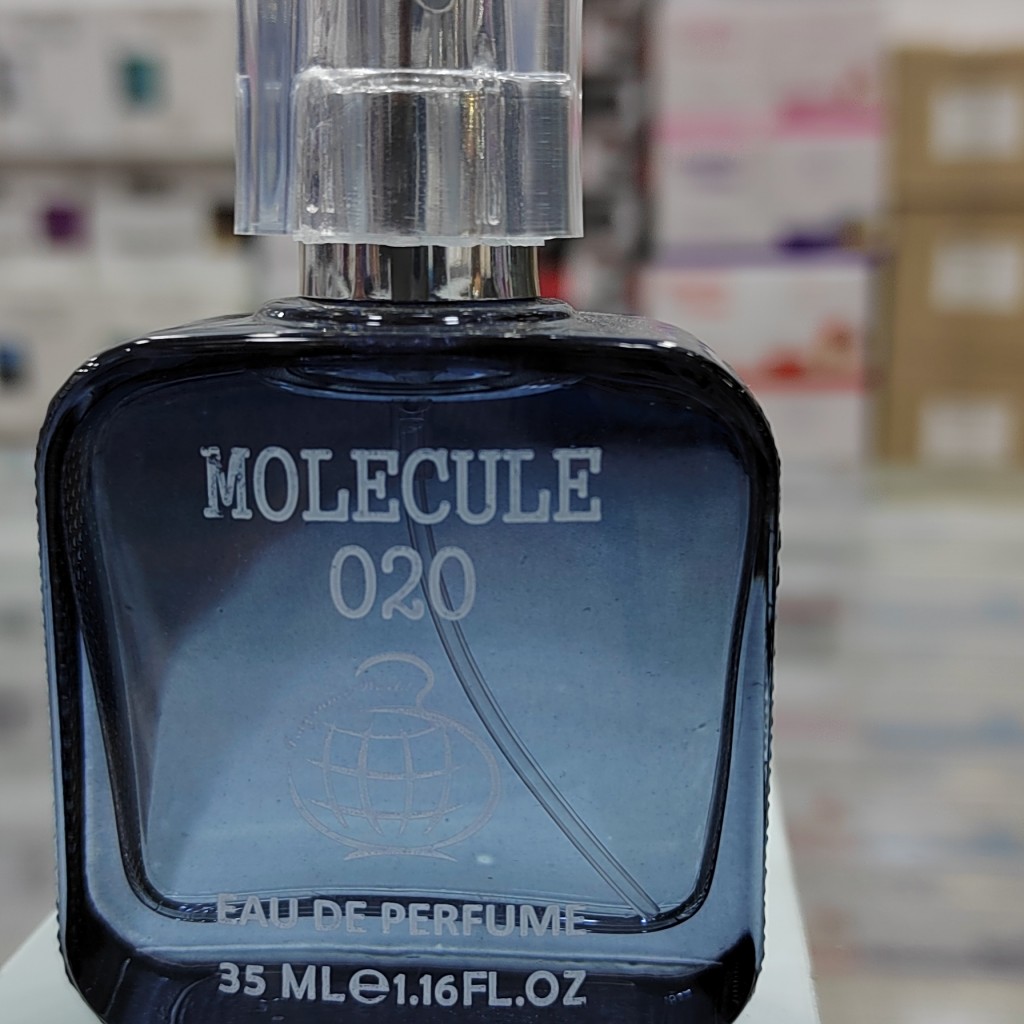 MOLECULE
020
EAU DE PERFUME
35 ML℮1.16FL.OZ